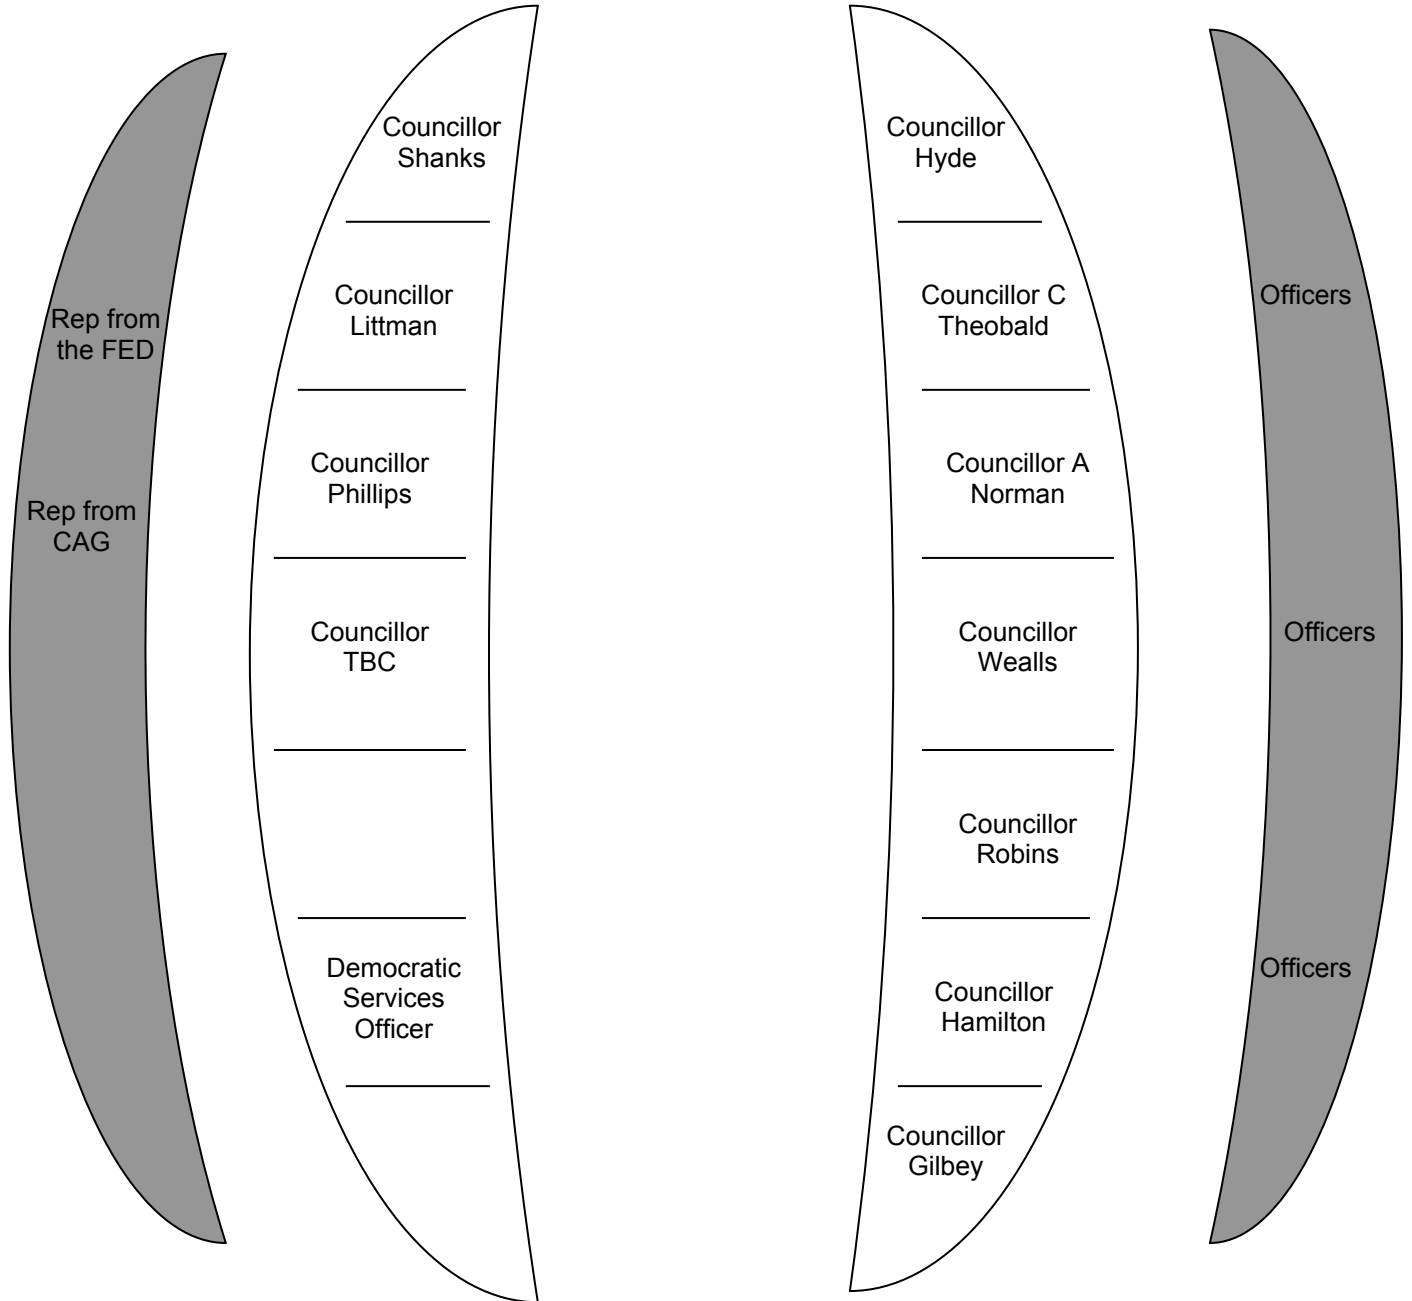 Rep from
the FED
Rep from
CAG
Councillor
Shanks
Councillor
Littman
Councillor
Phillips
Councillor
TBC
Democratic
Services
Officer
Councillor
Hyde
Councillor C
Theobald
Councillor A
Norman
Councillor
Wealls
Councillor
Robins
Councillor
Hamilton
Councillor
Gilbey
Officers
Officers
Officers